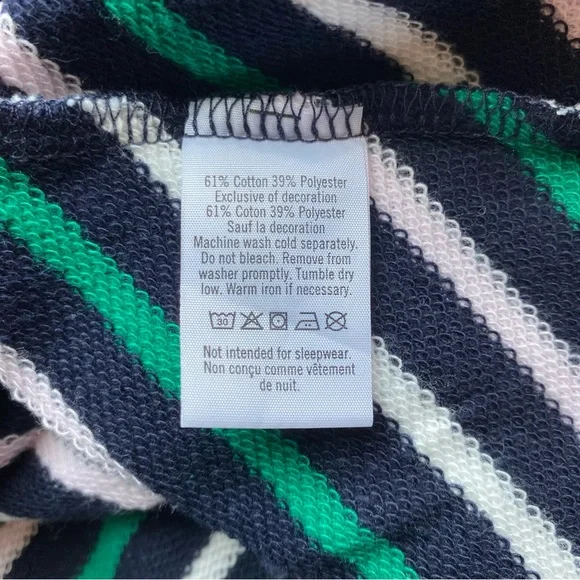 61% Cotton 39% Polyester
Exclusive of decoration
61% Coton 39% Polyester
Sauf la decoration
Machine wash cold separately.
Do not bleach. Remove from
washer promptly. Tumble dry
low. Warm iron if necessary.
30
Not intended for sleepwear.
Non conçu comme vêtement
de nuit.